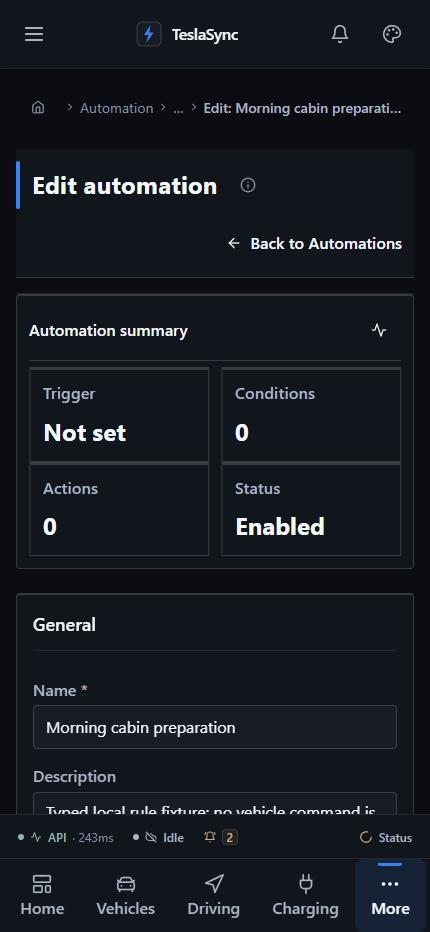 TeslaSync
Automation ... Edit: Morning cabin preparati...
Edit automation
Back to Automations
Automation summary
Trigger Conditions
Not set 0
Actions Status
0 Enabled
General
Name *
Morning cabin preparation
Description
Typed local rule fixture; no vehicle command is
API · 243ms Idle 2 Status
Home Vehicles Driving Charging More